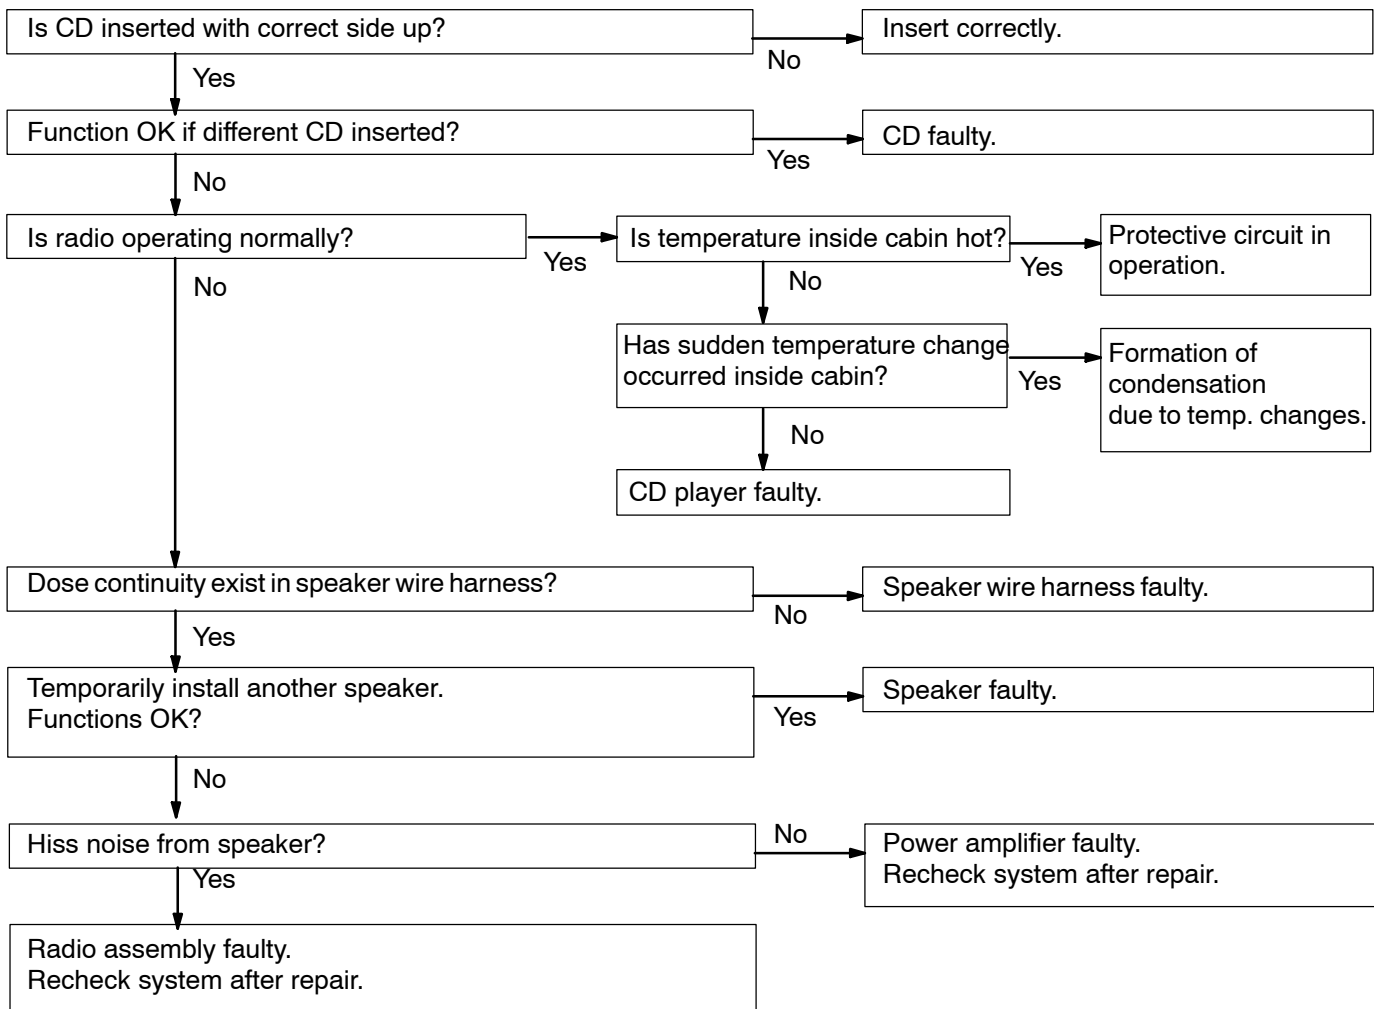 Is CD inserted with correct side up?
Insert correctly.
No
Yes
Function OK if different CD inserted?
CD faulty.
Yes
No
Is radio operating normally?
Yes
Is temperature inside cabin hot?
Yes
Protective circuit in
operation.
No
No
Has sudden temperature change
occurred inside cabin?
Yes
Formation of
condensation
due to temp. changes.
No
CD player faulty.
Dose continuity exist in speaker wire harness?
Speaker wire harness faulty.
No
Yes
Temporarily install another speaker.
Functions OK?
Speaker faulty.
Yes
No
Hiss noise from speaker?
No
Power amplifier faulty.
Recheck system after repair.
Yes
Radio assembly faulty.
Recheck system after repair.